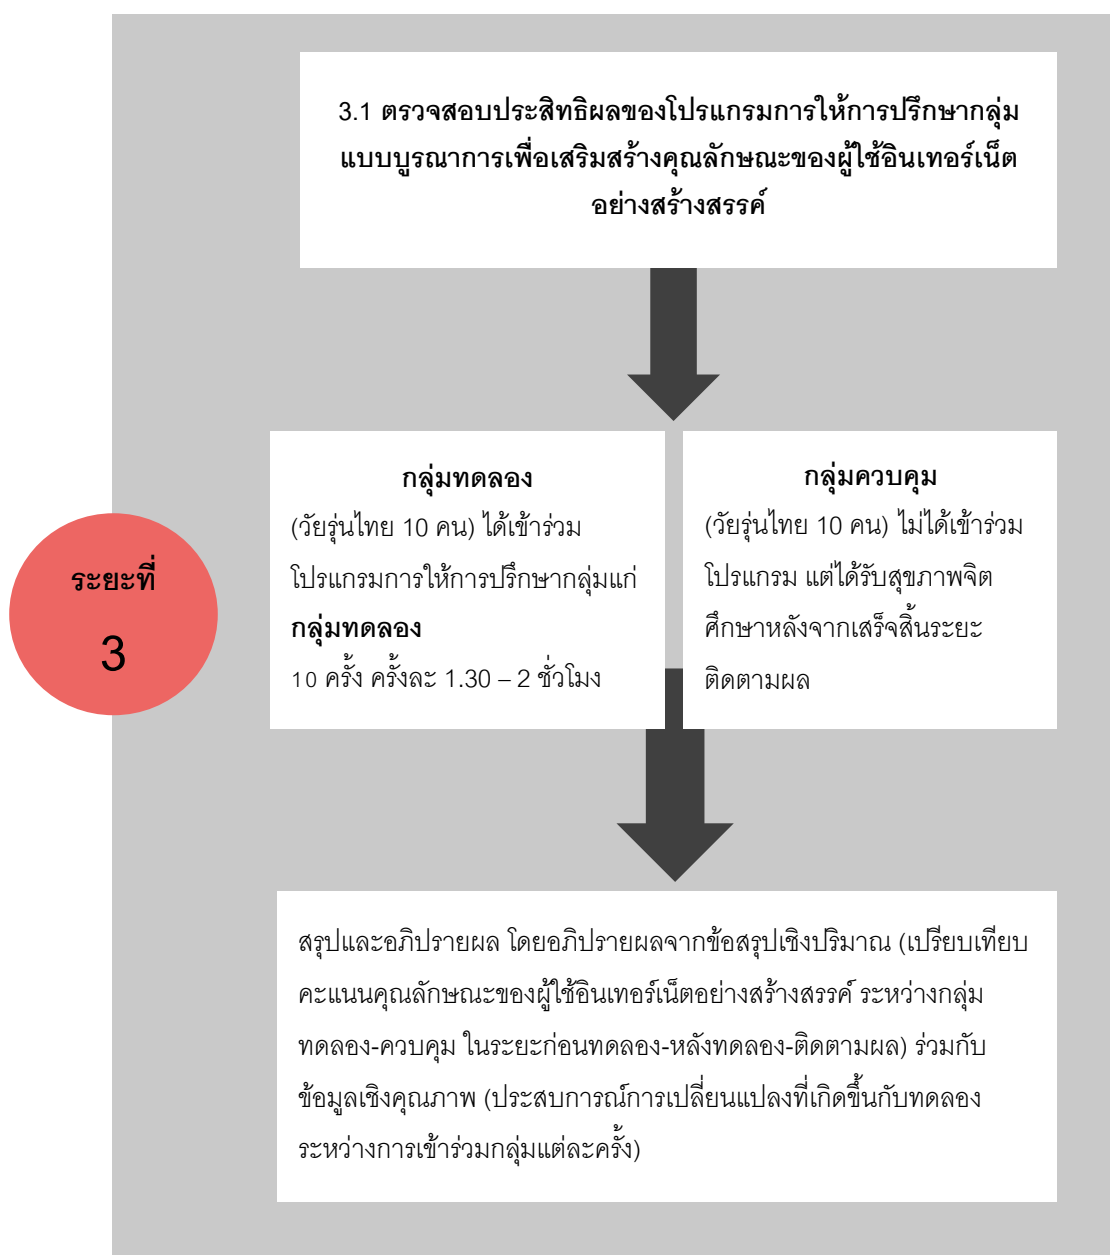 3.1 ตรวจสอบประสิทธิผลของโปรแกรมการให้การปรึกษากลุ่ม
แบบบูรณาการเพื่อเสริมสร้างคุณลักษณะของผู้ใช้อินเทอร์เน็ต
อย่างสร้างสรรค์
กลุ่มทดลอง
(วัยรุ่นไทย 10 คน) ได้เข้าร่วม
โปรแกรมการให้การปรึกษากลุ่มแก่
กลุ่มทดลอง
10 ครั้ง ครั้งละ 1.30 – 2 ชั่วโมง
กลุ่มควบคุม
(วัยรุ่นไทย 10 คน) ไม่ได้เข้าร่วม
โปรแกรม แต่ได้รับสุขภาพจิต
ศึกษาหลังจากเสร็จสิ้นระยะ
ติดตามผล
ระยะที่
3
สรุปและอภิปรายผล โดยอภิปรายผลจากข้อสรุปเชิงปริมาณ (เปรียบเทียบ
คะแนนคุณลักษณะของผู้ใช้อินเทอร์เน็ตอย่างสร้างสรรค์ ระหว่างกลุ่ม
ทดลอง-ควบคุม ในระยะก่อนทดลอง-หลังทดลอง-ติดตามผล) ร่วมกับ
ข้อมูลเชิงคุณภาพ (ประสบการณ์การเปลี่ยนแปลงที่เกิดขึ้นกับทดลอง
ระหว่างการเข้าร่วมกลุ่มแต่ละครั้ง)